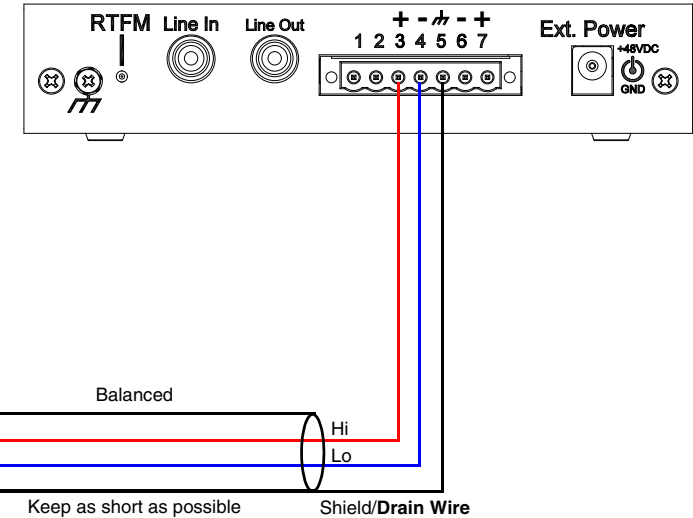 + - - +
RTFM Line In Line Out Ext. Power
1 2 3 4 5 6 7
+48VDC
GND
Balanced
Hi
Lo
Keep as short as possible Shield/Drain Wire